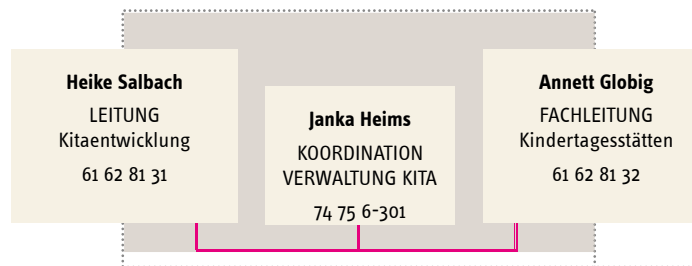 Heike Salbach
LEITUNG
Kitaentwicklung
61 62 81 31
Janka Heims
KOORDINATION
VERWALTUNG KITA
74 75 6-301
Annett Globig
FACHLEITUNG
Kindertagesstätten
61 62 81 32